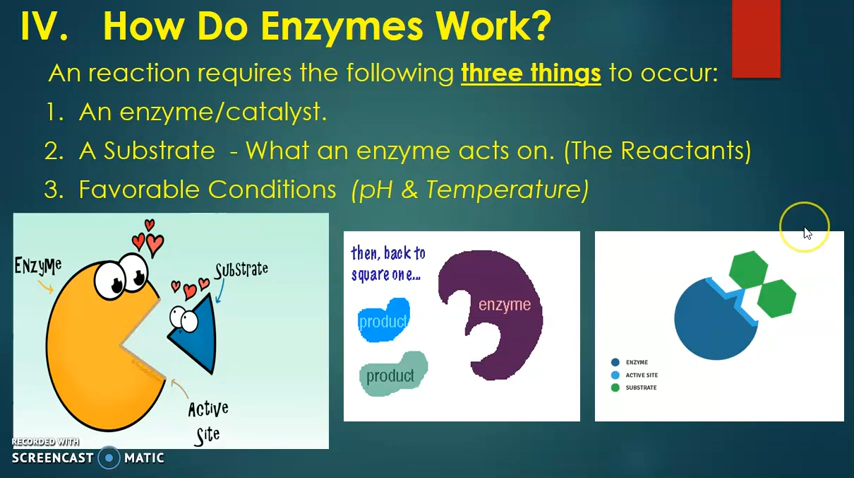 IV. How Do Enzymes Work?
An reaction requires the following three things to occur:
1. An enzyme/catalyst.
2. A Substrate - What an enzyme acts on. (The Reactants)
3. Favorable Conditions (pH & Temperature)
Enzyme
Substrate
Active
Site
then, back to
square one...
product
enzyme
product
ENZYME
ACTIVE SITE
SUBSTRATE
RECORDED WITH
SCREENCAST MATIC